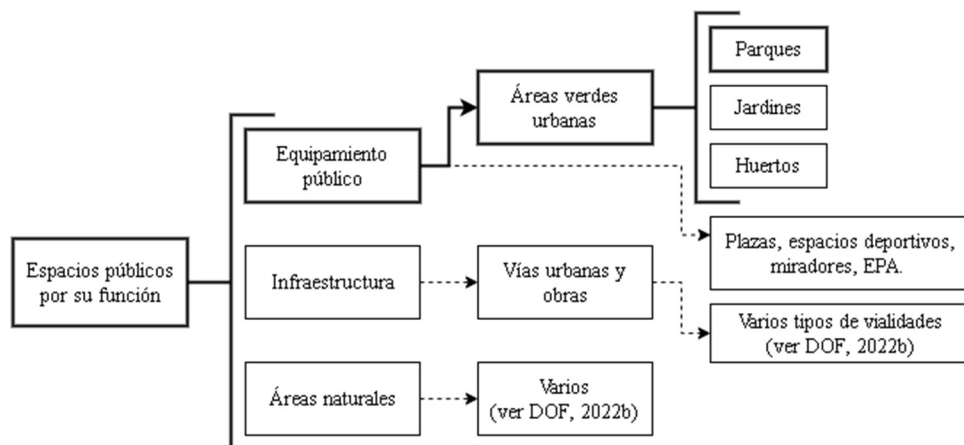 Espacios públicos
por su función
Equipamiento
público
Áreas verdes
urbanas
Parques
Jardines
Huertos
Plazas, espacios deportivos,
miradores, EPA.
Infraestructura
Vías urbanas y
obras
Varios tipos de vialidades
(ver DOF, 2022b)
Áreas naturales
Varios
(ver DOF, 2022b)